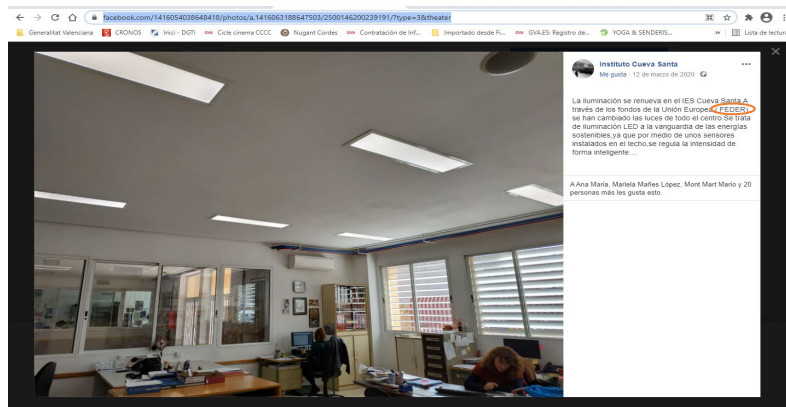 facebook.com/1416054038648418/photos/a.1416063188647503/2500146200239191/?type=3&theater
Generalitat Valenciana CRONOS Inici - DGTI Cicle cinema CCCC Nugant Cordes Contratación de Inf... Importado desde Fi... GVA.ES: Registro de... YOGA & SENDERIS... » Lista de lectura
Instituto Cueva Santa
Me gusta · 12 de marzo de 2020
La iluminación se renueva en el IES Cueva Santa.A
través de los fondos de la Unión Europea ( FEDER)
se han cambiado las luces de todo el centro.Se trata
de iluminación LED a la vanguardia de las energías
sostenibles,ya que por medio de unos sensores
instalados en el techo,se regula la intensidad de
forma inteligente....
A Ana Maria, Mariela Mañes López, Mont Mart Mario y 20
personas más les gusta esto.